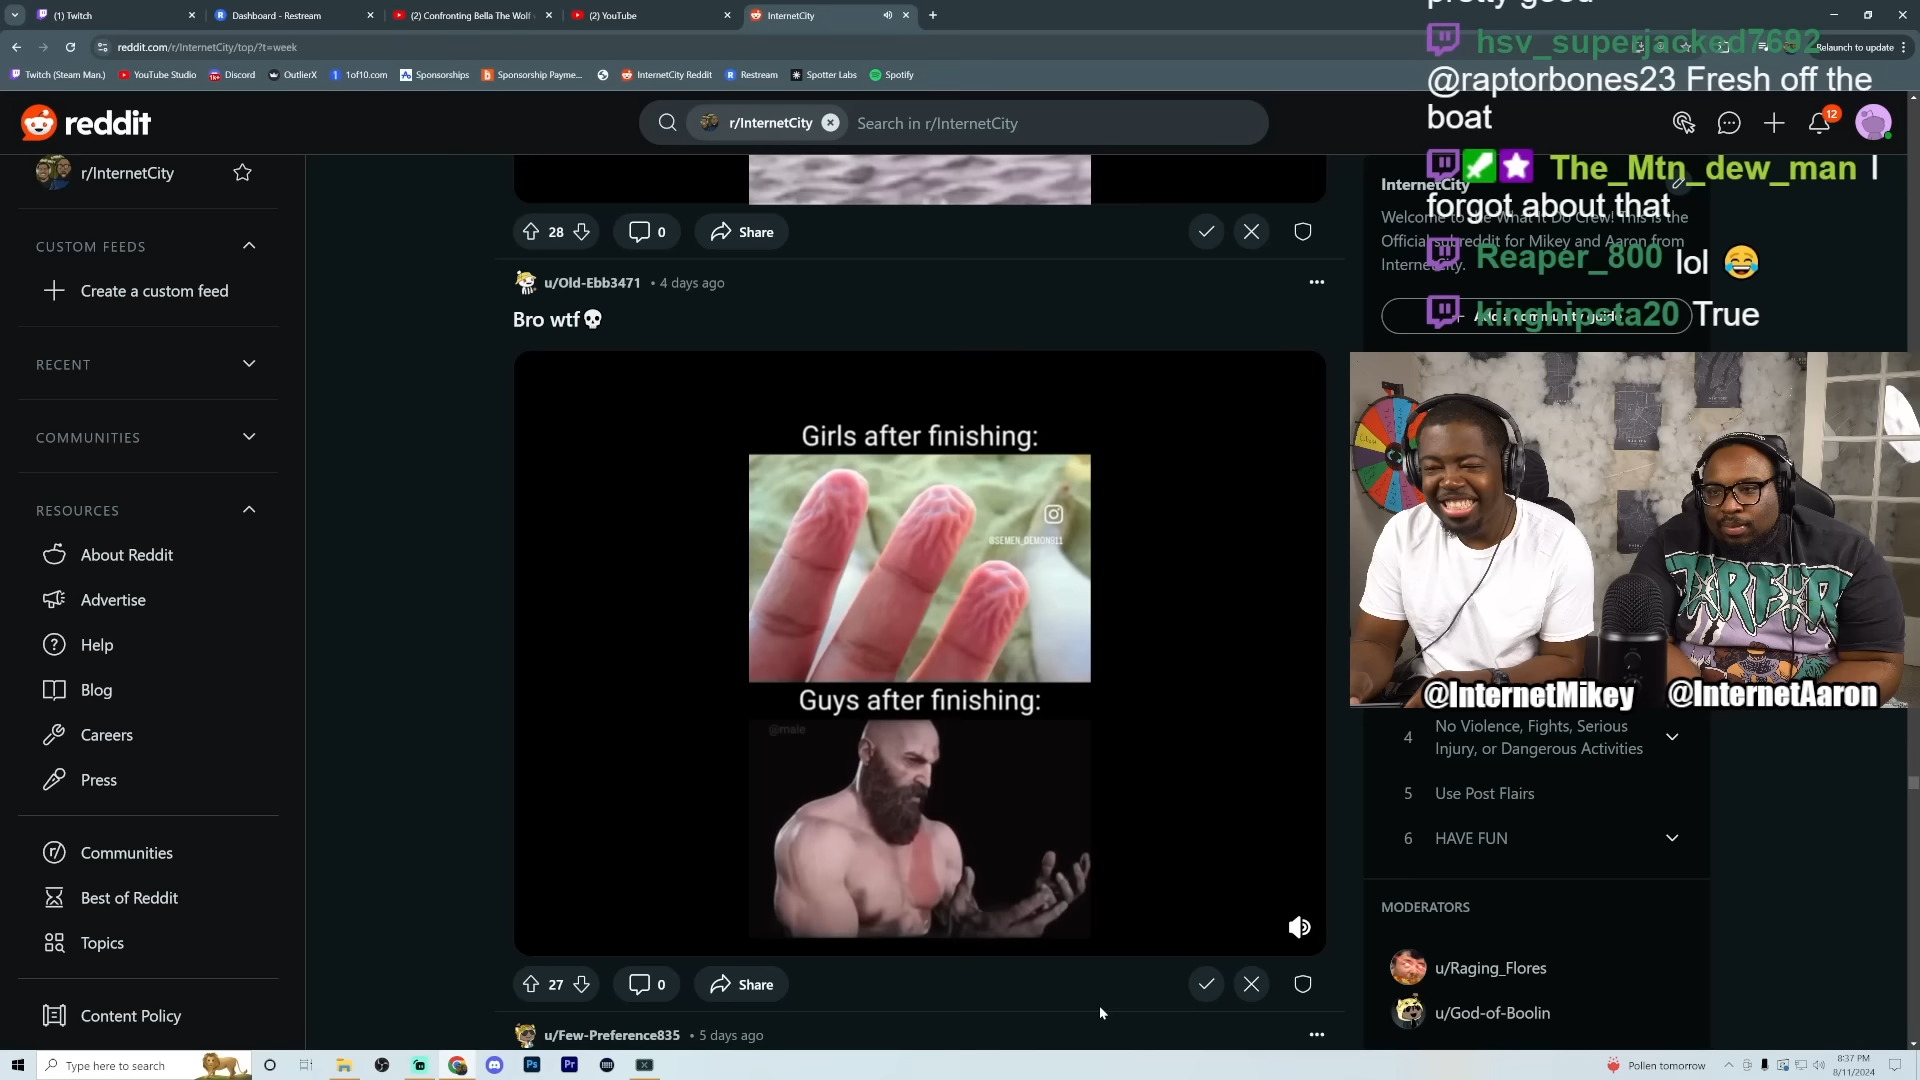 (1) Twitch
Dashboard - Restream
(2) Confronting Bella The Wolf
(2) YouTube
InternetCity
reddit.com/r/InternetCity/top/?t=week
Relaunch to update
Twitch (Steam Man.)
YouTube Studio
Discord
OutlierX
1of10.com
Sponsorships
Sponsorship Payme...
InternetCity Reddit
Restream
Spotter Labs
Spotify
pretty good
hsv_superjacked7692
@raptorbones23 Fresh off the
boat
The_Mtn_dew_man I
forgot about that
Reaper_800 lol 😂
kinghipsta20 True
reddit
r/InternetCity
Search in r/InternetCity
12
r/InternetCity
CUSTOM FEEDS
Create a custom feed
RECENT
COMMUNITIES
RESOURCES
About Reddit
Advertise
Help
Blog
Careers
Press
Communities
Best of Reddit
Topics
Content Policy
28
0
Share
u/Old-Ebb3471 • 4 days ago
Bro wtf💀
Girls after finishing:
@SEMEN_DEMON911
Guys after finishing:
@male
27
0
Share
u/Few-Preference835 • 5 days ago
InternetCity
Welcome to the What It Do Crew! This is the
Official subreddit for Mikey and Aaron from
InternetCity.
Add a community guide
@InternetMikey
@InternetAaron
4 No Violence, Fights, Serious
Injury, or Dangerous Activities
5 Use Post Flairs
6 HAVE FUN
MODERATORS
u/Raging_Flores
u/God-of-Boolin
Type here to search
Pollen tomorrow
8:37 PM
8/11/2024